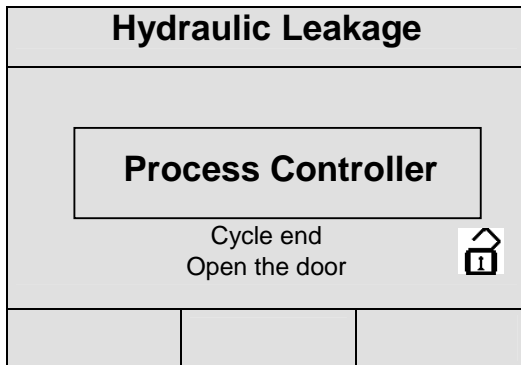 Hydraulic Leakage
Process Controller
Cycle end
Open the door